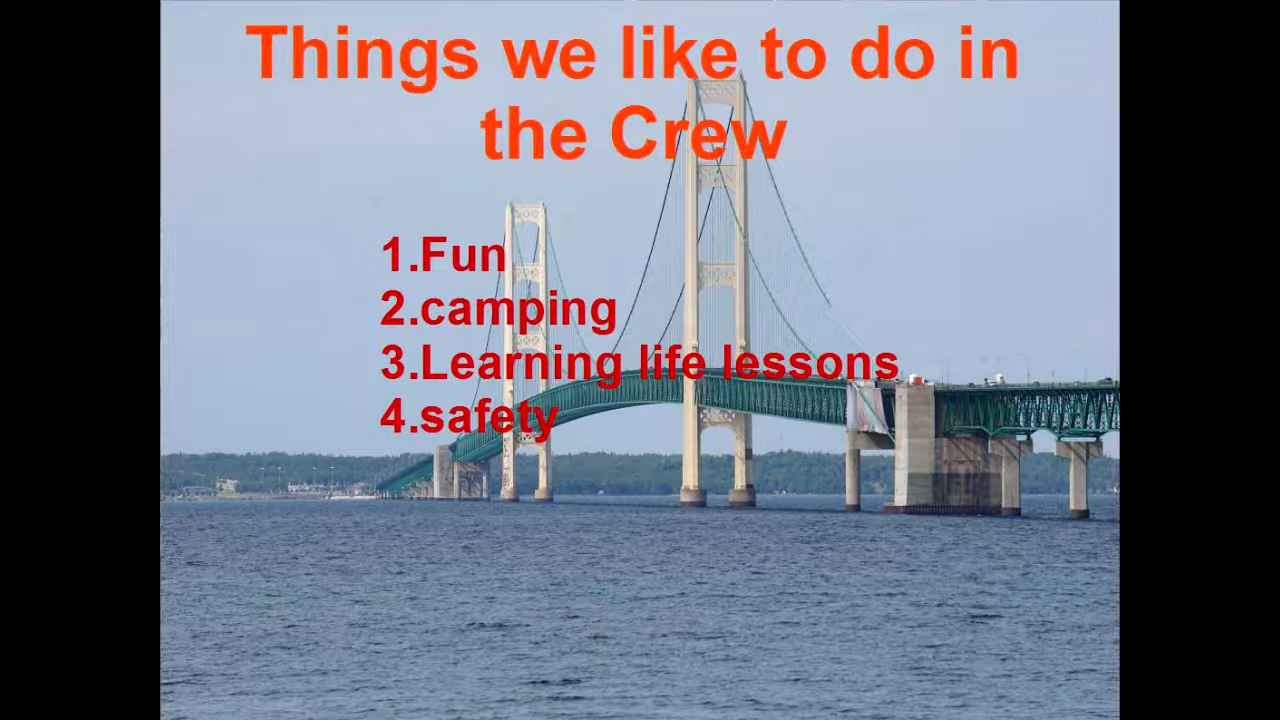 Things we like to do in
the Crew
1.Fun
2.camping
3.Learning life lessons
4.safety